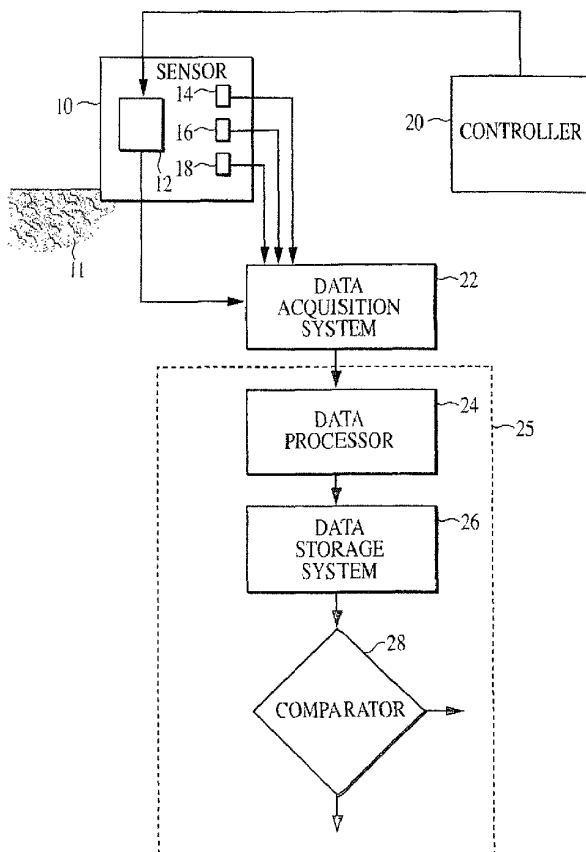 SENSOR
10
14
16
18
12
11
20
CONTROLLER
22
DATA
ACQUISITION
SYSTEM
24
DATA
PROCESSOR
25
26
DATA
STORAGE
SYSTEM
28
COMPARATOR